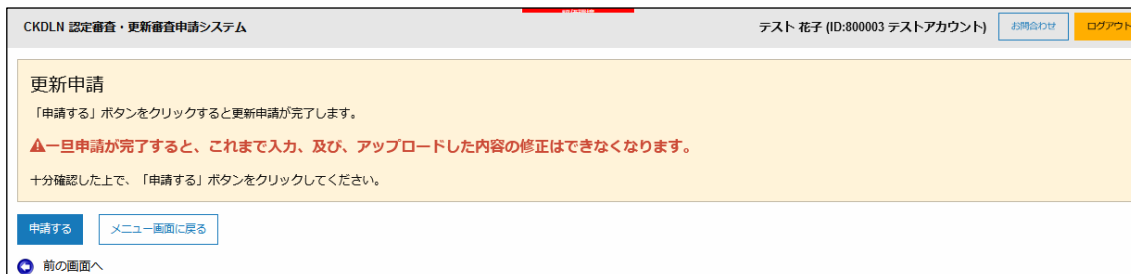 CKDLN 認定審査・更新審査申請システム
テスト 花子 (ID:800003 テストアカウント)
お問合わせ
ログアウト
更新申請
「申請する」ボタンをクリックすると更新申請が完了します。
一旦申請が完了すると、これまで入力、及び、アップロードした内容の修正はできなくなります。
十分確認した上で、「申請する」ボタンをクリックしてください。
申請する
メニュー画面に戻る
前の画面へ